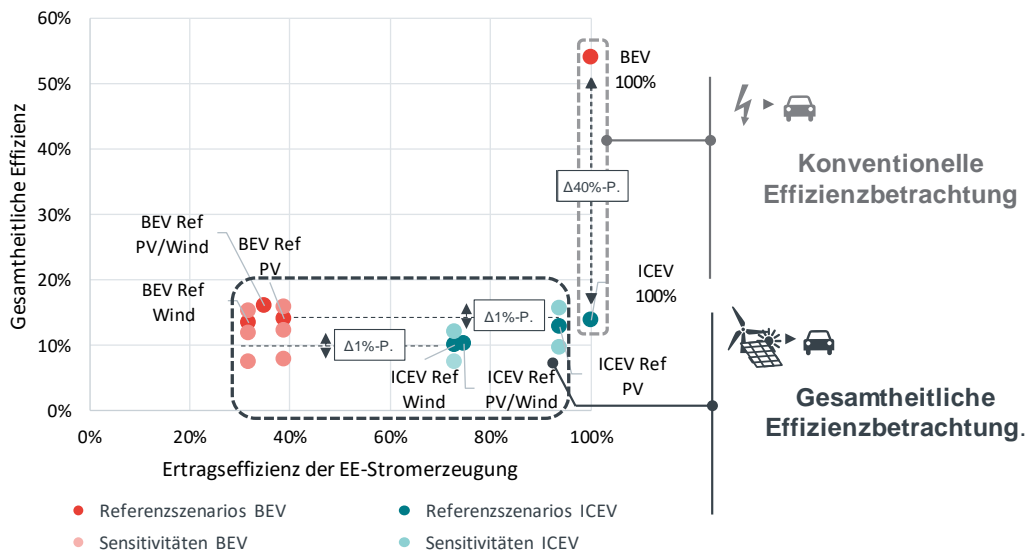 60%
50%
40%
30%
20%
10%
0%
Gesamtheitliche Effizienz
BEV
100%
Δ40%-P.
ICEV
100%
BEV Ref
PV/Wind
BEV Ref
PV
BEV Ref
Wind
Δ1%-P.
Δ1%-P.
ICEV Ref
Wind
ICEV Ref
PV/Wind
ICEV Ref
PV
0%
20%
40%
60%
80%
100%
Ertragseffizienz der EE-Stromerzeugung
Konventionelle
Effizienzbetrachtung
Gesamtheitliche
Effizienzbetrachtung.
Referenzszenarios BEV
Referenzszenarios ICEV
Sensitivitäten BEV
Sensitivitäten ICEV